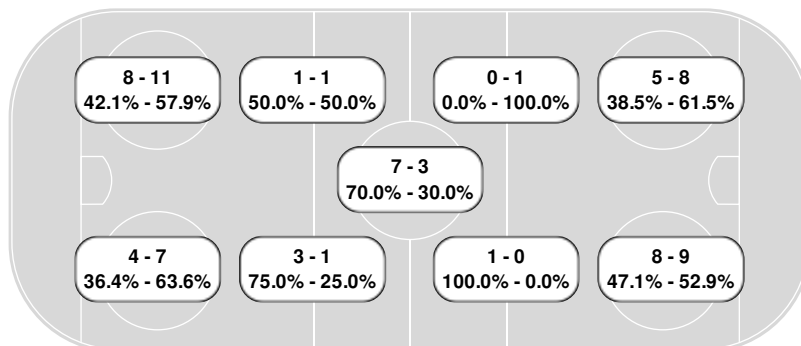 8 - 11
42.1% - 57.9%
1 - 1
50.0% - 50.0%
0 - 1
0.0% - 100.0%
5 - 8
38.5% - 61.5%
7 - 3
70.0% - 30.0%
4 - 7
36.4% - 63.6%
3 - 1
75.0% - 25.0%
1 - 0
100.0% - 0.0%
8 - 9
47.1% - 52.9%